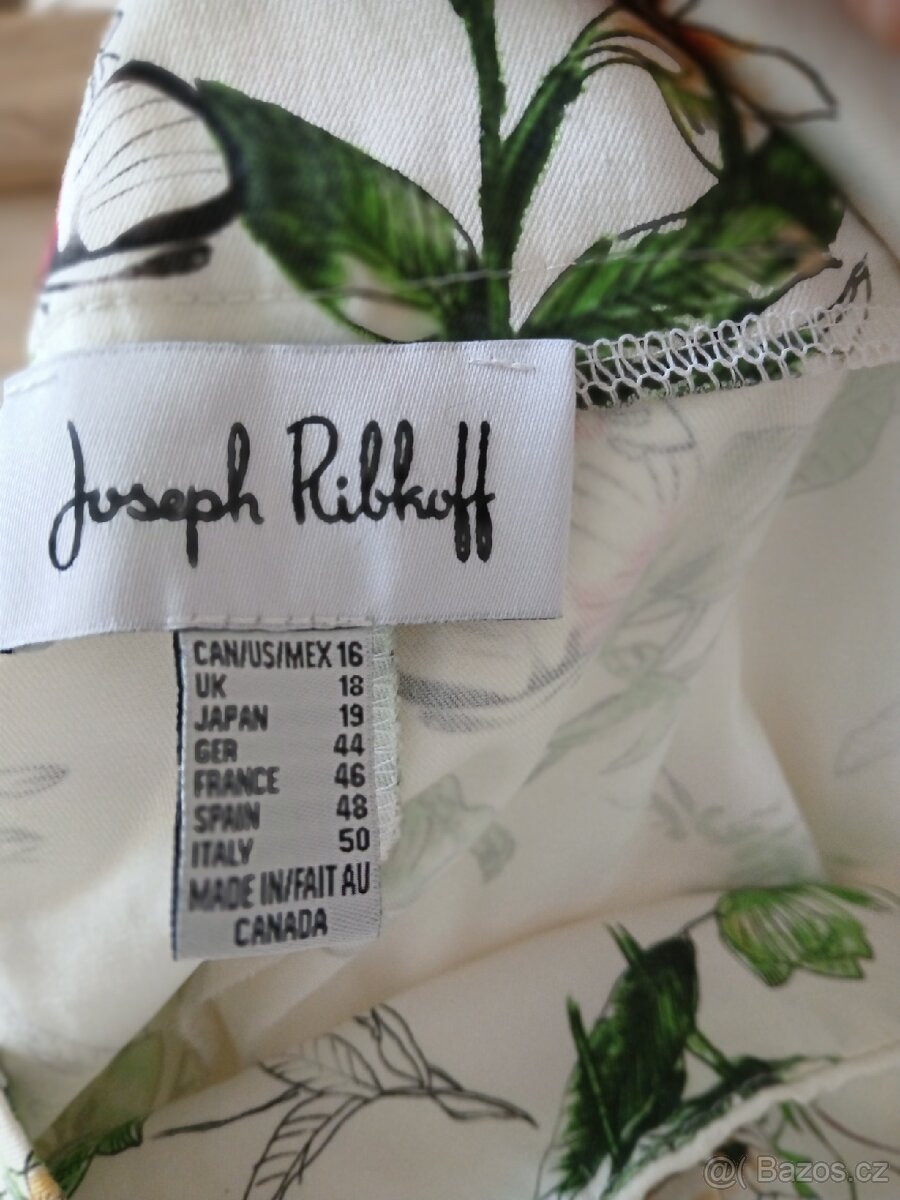 Joseph Ribkoff
CAN/US/MEX 16
UK 18
JAPAN 19
GER 44
FRANCE 46
SPAIN 48
ITALY 50
MADE IN/FAIT AU
CANADA
@( Bazos.cz